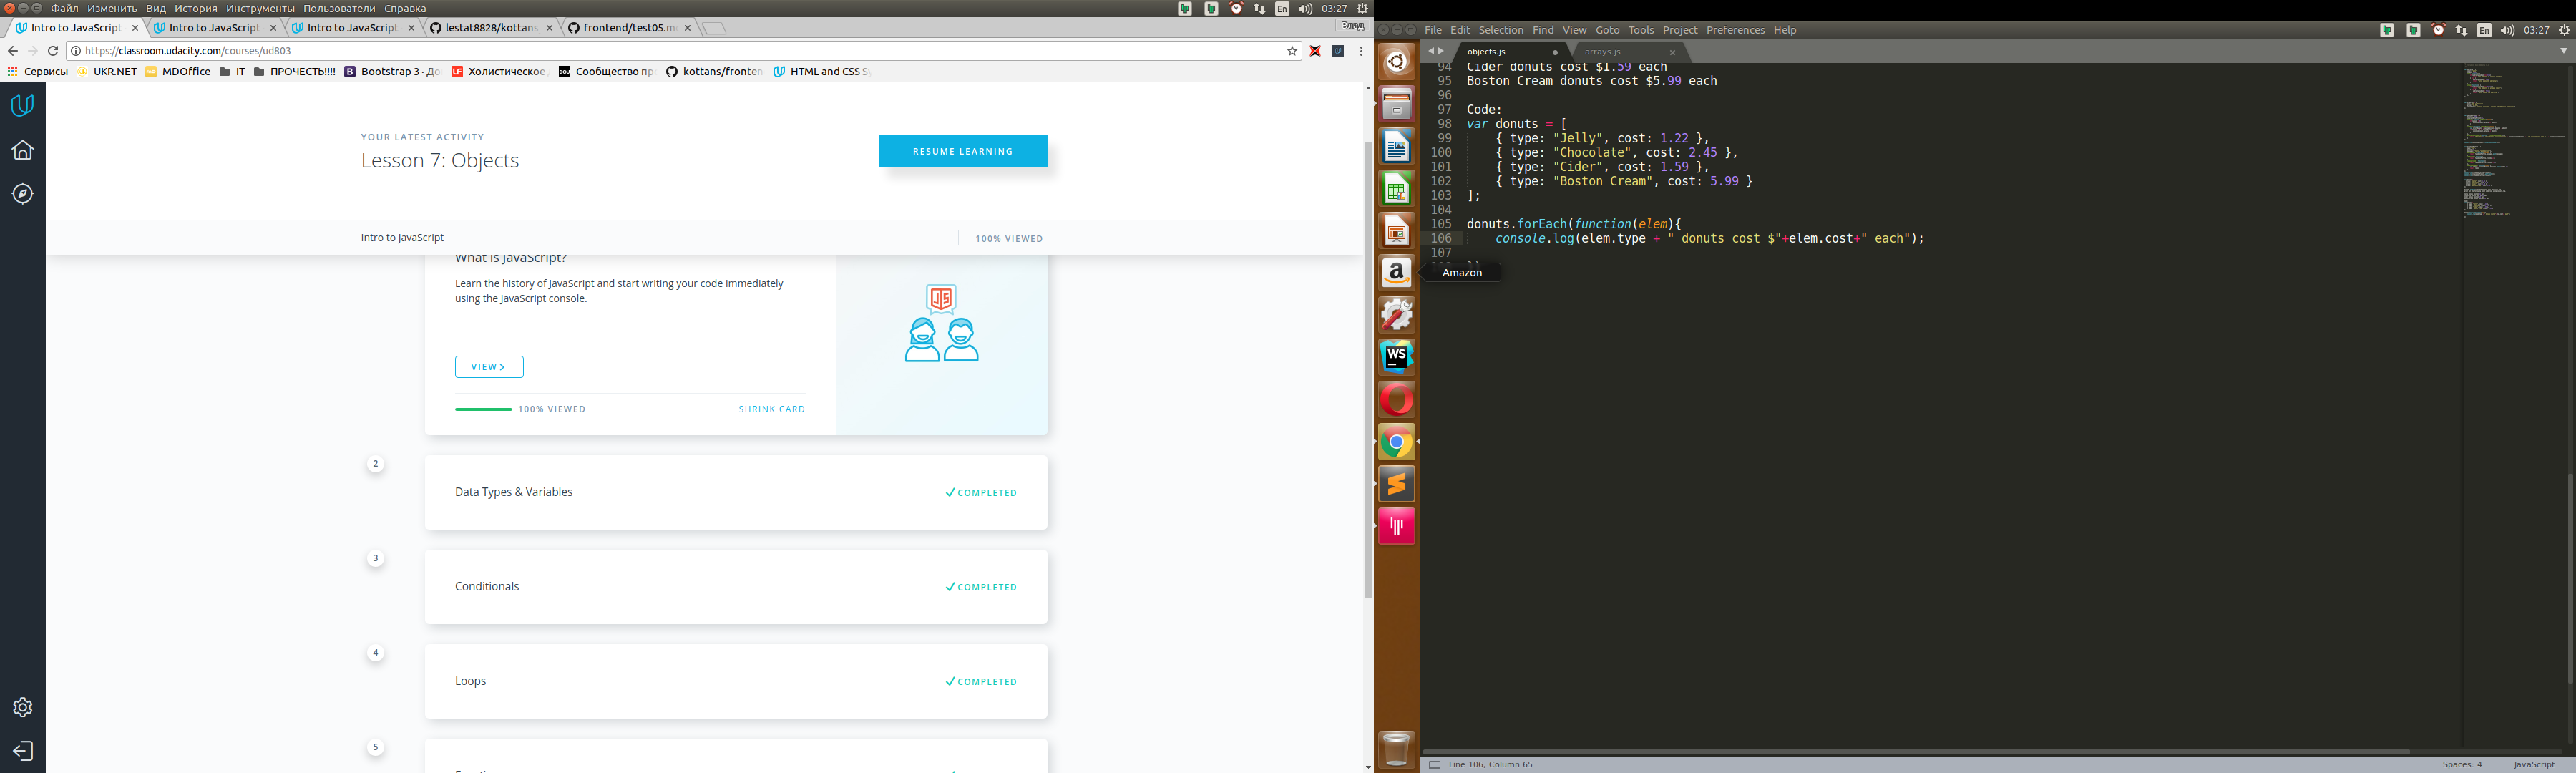 Файл Изменить Вид История Инструменты Пользователи Справка
En 03:27
Intro to JavaScript
Intro to JavaScript
Intro to JavaScript
lestat8828/kottans
frontend/test05.m
Влад
https://classroom.udacity.com/courses/ud803
Сервисы
UKR.NET
MDOffice
IT
ПРОЧЕСТЬ!!!!
Bootstrap 3 · До
Холистическое
Сообщество пр
kottans/fronten
HTML and CSS Sy
YOUR LATEST ACTIVITY
Lesson 7: Objects
RESUME LEARNING
Intro to JavaScript
100% VIEWED
What is JavaScript?
Learn the history of JavaScript and start writing your code immediately
using the JavaScript console.
JS
VIEW
100% VIEWED
SHRINK CARD
2
Data Types & Variables
COMPLETED
3
Conditionals
COMPLETED
4
Loops
COMPLETED
5
File Edit Selection Find View Goto Tools Project Preferences Help
En 03:27
objects.js
arrays.js
94 Cider donuts cost $1.59 each
95 Boston Cream donuts cost $5.99 each
96
97 Code:
98 var donuts = [
99 { type: "Jelly", cost: 1.22 },
100 { type: "Chocolate", cost: 2.45 },
101 { type: "Cider", cost: 1.59 },
102 { type: "Boston Cream", cost: 5.99 }
103 ];
104
105 donuts.forEach(function(elem){
106 console.log(elem.type + " donuts cost $"+elem.cost+" each");
107
Amazon
WS
Line 106, Column 65
Spaces: 4
JavaScript